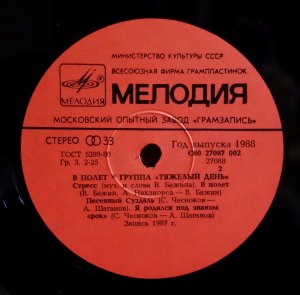 МИНИСТЕРСТВО КУЛЬТУРЫ СССР
ВСЕСОЮЗНАЯ ФИРМА ГРАМПЛАСТИНОК
МЕЛОДИЯ
МЕЛОДИЯ
МОСКОВСКИЙ ОПЫТНЫЙ ЗАВОД «ГРАМЗАПИСЬ»
СТЕРЕО 33
Год выпуска 1988
ГОСТ 5289-80
С60 27087 002
Гр. 3. 2-25
27088
2
В ПОЛЕТ • ГРУППА «ТЯЖЕЛЫЙ ДЕНЬ»
Стресс (муз. и слова В. Бажина). В полет
(В. Бажин, А. Никаноров — В. Бажин)
Песенный Суздаль (С. Чесноков —
А. Шаганов). Я родился под знаком
«рок» (С. Чесноков — А. Шаганов)
Запись 1987 г.